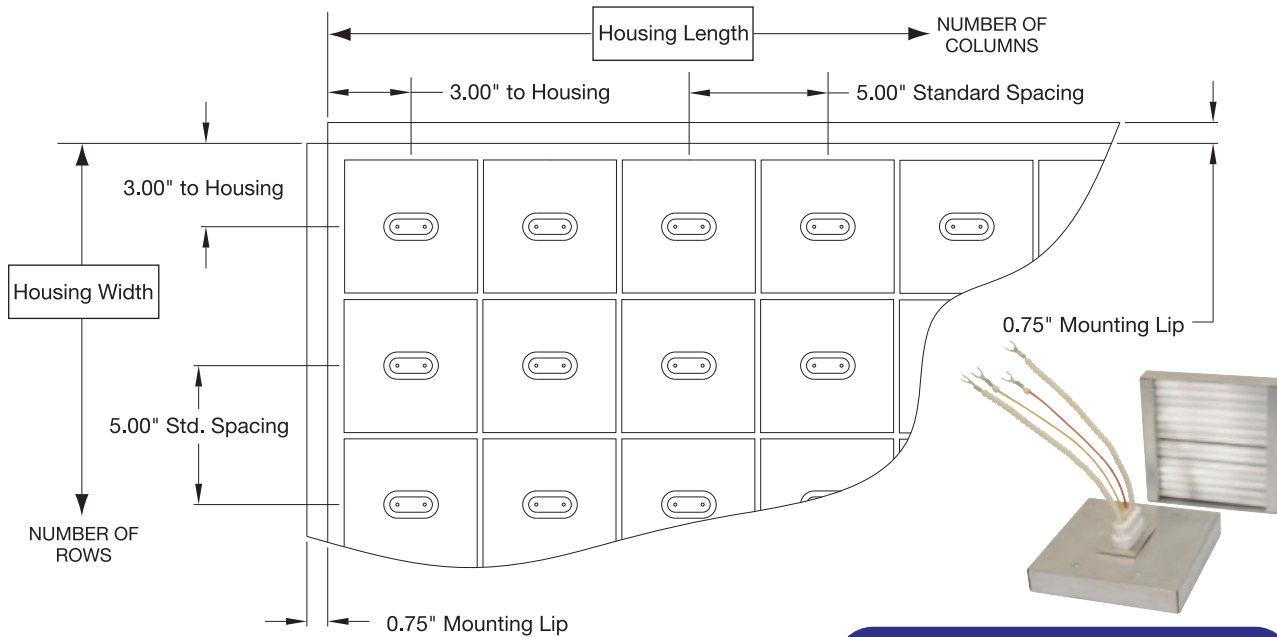 Housing Length
NUMBER OF
COLUMNS
3.00" to Housing
5.00" Standard Spacing
3.00" to Housing
Housing Width
0.75" Mounting Lip
5.00" Std. Spacing
NUMBER OF
ROWS
0.75" Mounting Lip